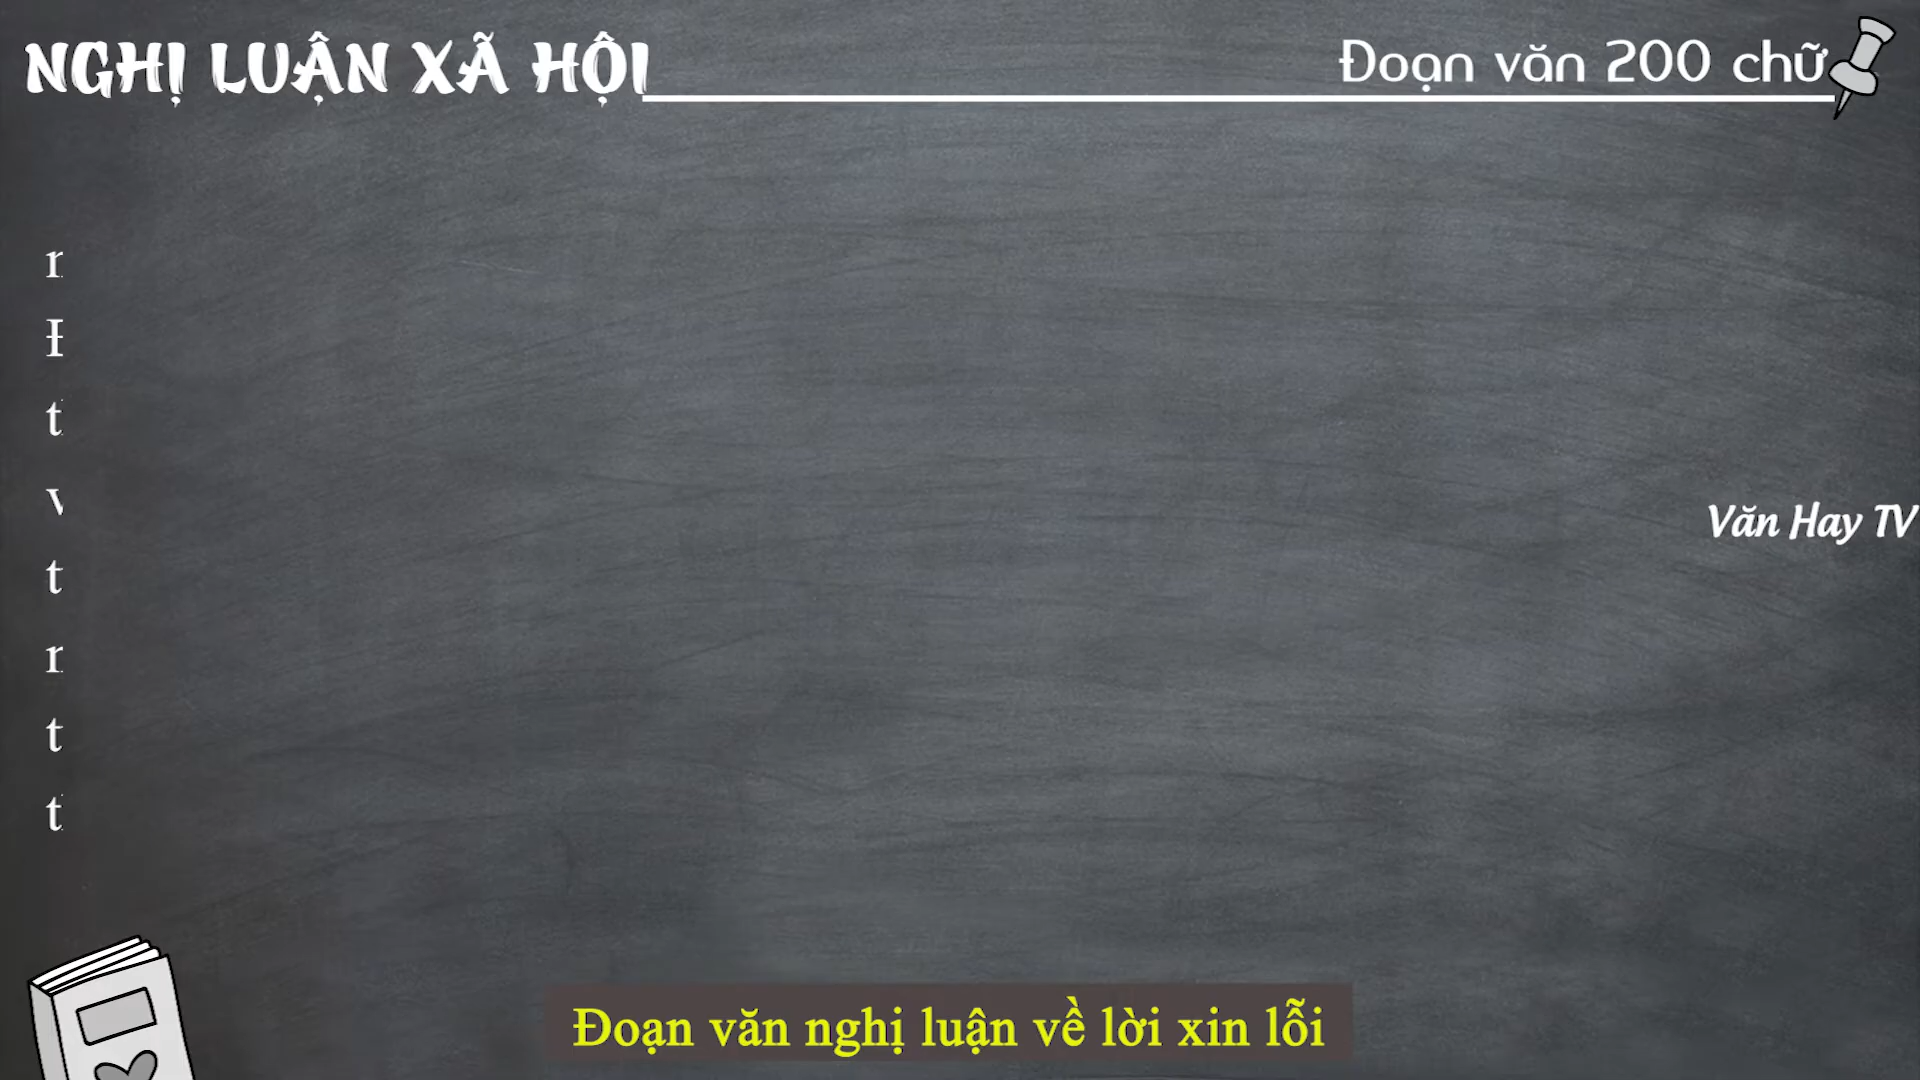 NGHỊ LUẬN XÃ HỘI
Đoạn văn 200 chữ
Đ
t
v
t
t
t
Văn Hay TV
Đoạn văn nghị luận về lời xin lỗi